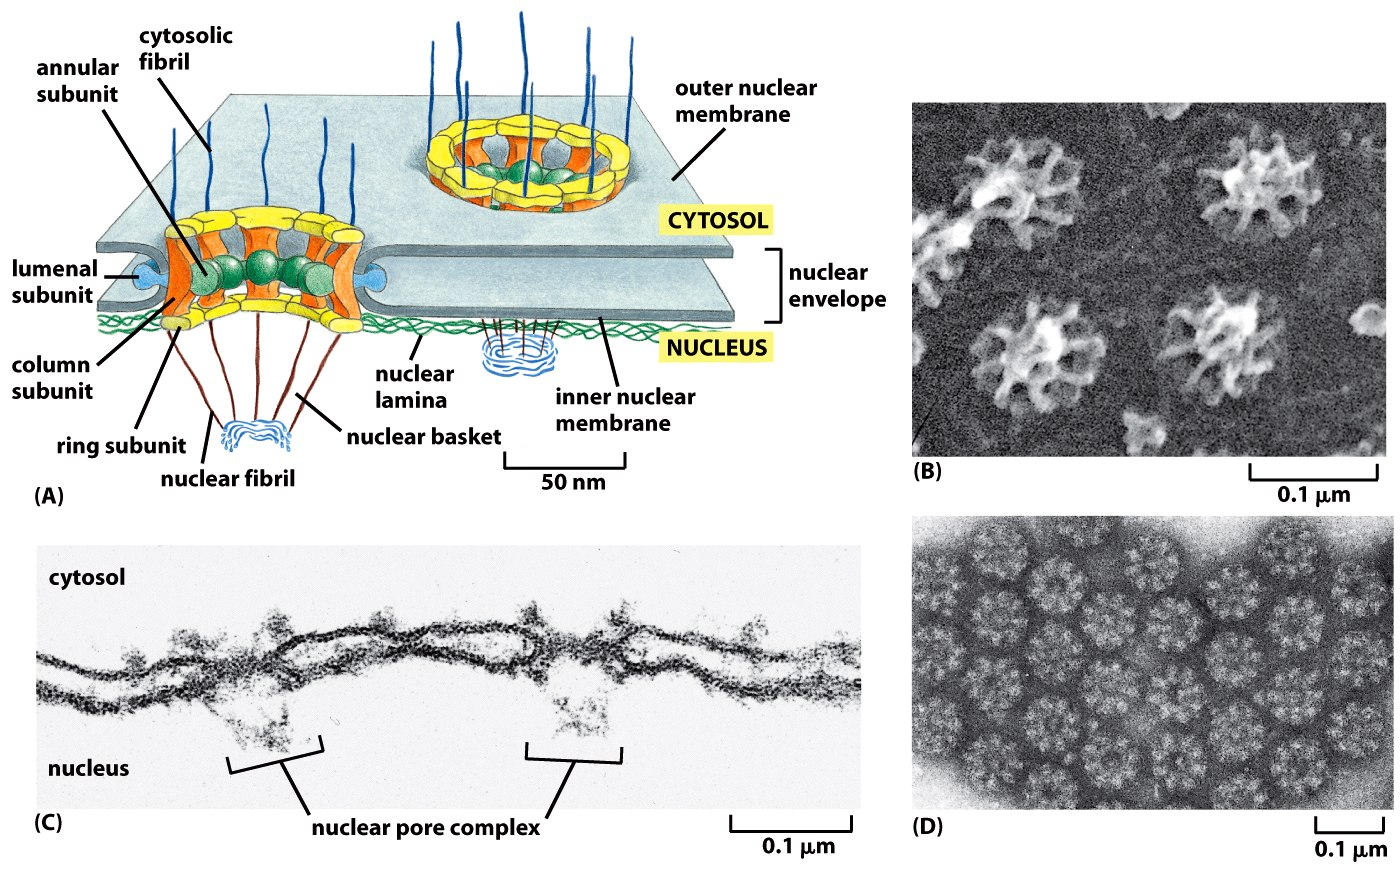 cytosolic
fibril
annular
subunit
outer nuclear
membrane
CYTOSOL
lumenal
subunit
nuclear
envelope
NUCLEUS
column
subunit
nuclear
lamina
inner nuclear
membrane
ring subunit
nuclear basket
nuclear fibril
50 nm
(A)
(B)
0.1 μm
cytosol
nucleus
nuclear pore complex
(C)
0.1 μm
(D)
0.1 μm